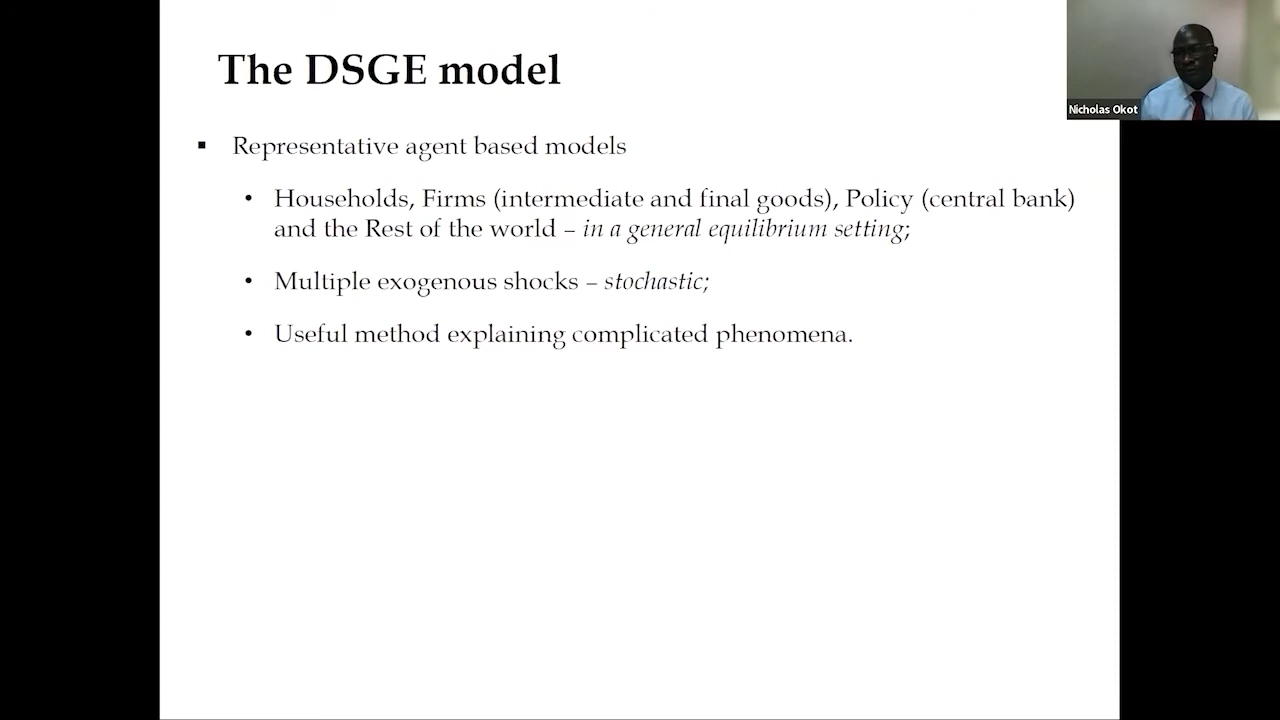 The DSGE model
Nicholas Okot
▪ Representative agent based models
• Households, Firms (intermediate and final goods), Policy (central bank)
and the Rest of the world – in a general equilibrium setting;
• Multiple exogenous shocks – stochastic;
• Useful method explaining complicated phenomena.